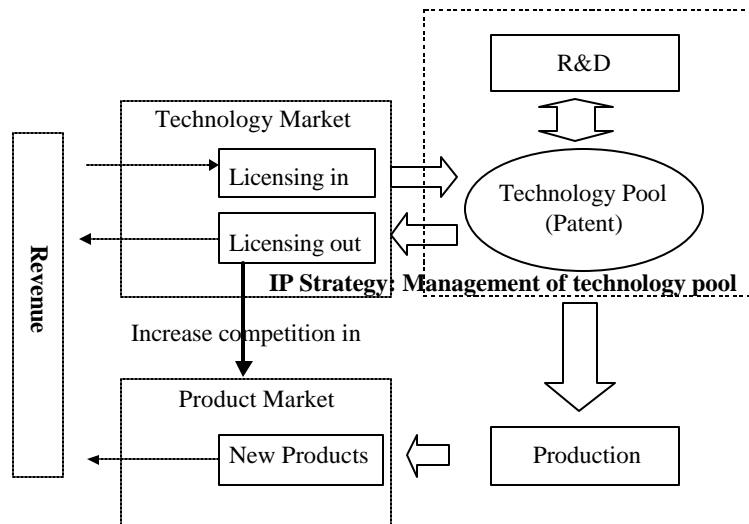 R&D
Technology Market
Licensing in
Technology Pool
(Patent)
Licensing out
Revenue
IP Strategy: Management of technology pool
Increase competition in
Product Market
New Products
Production